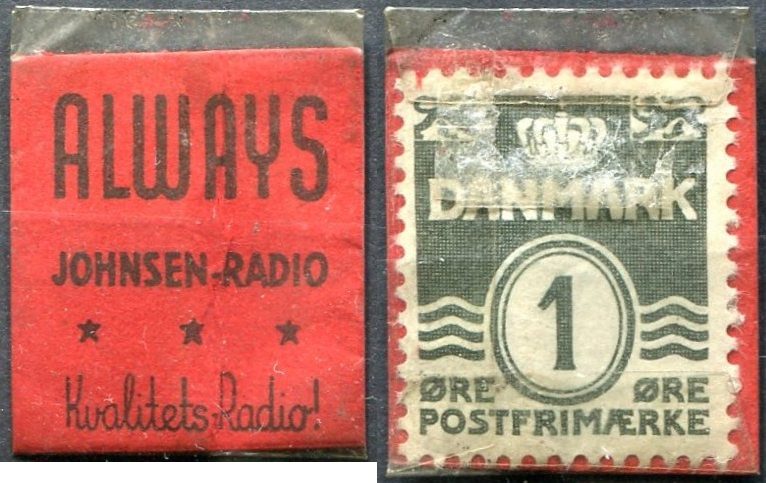 ALWAYS
JOHNSEN-RADIO
Kvalitets-Radio!
DANMARK
1
ØRE ØRE
POSTFRIMÆRKE